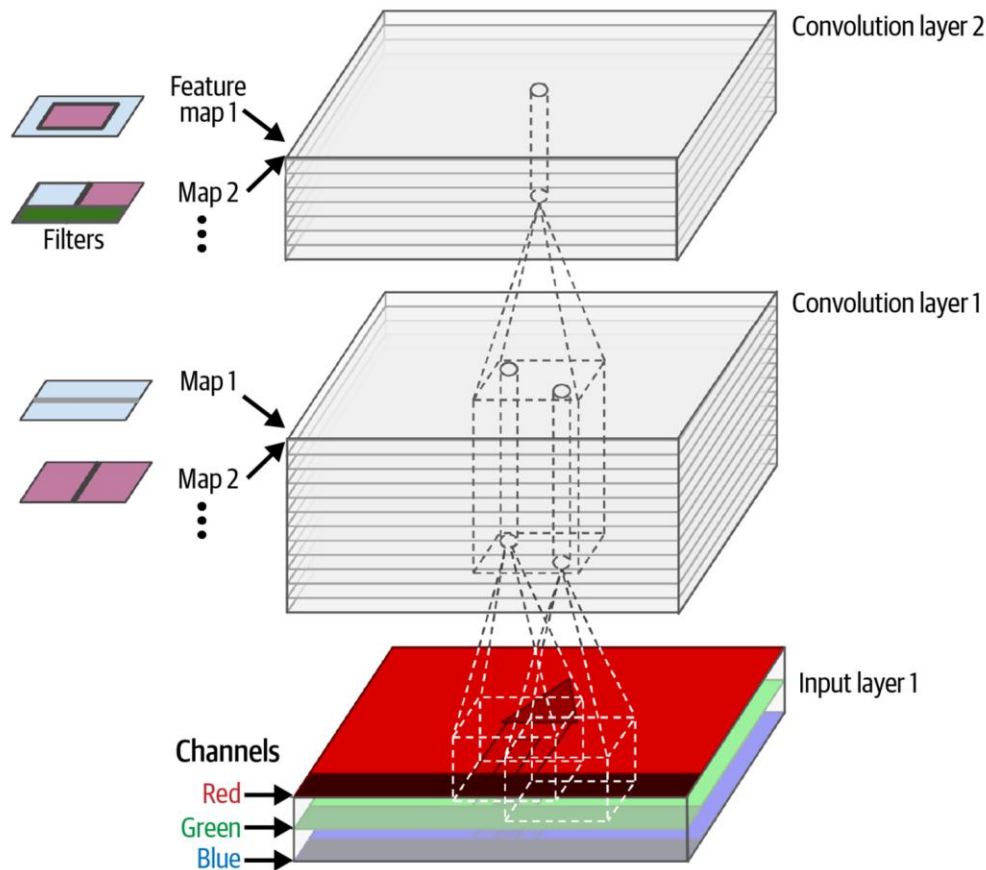 Convolution layer 2
Feature
map 1
Map 2
Filters
Convolution layer 1
Map 1
Map 2
Input layer 1
Channels
Red
Green
Blue